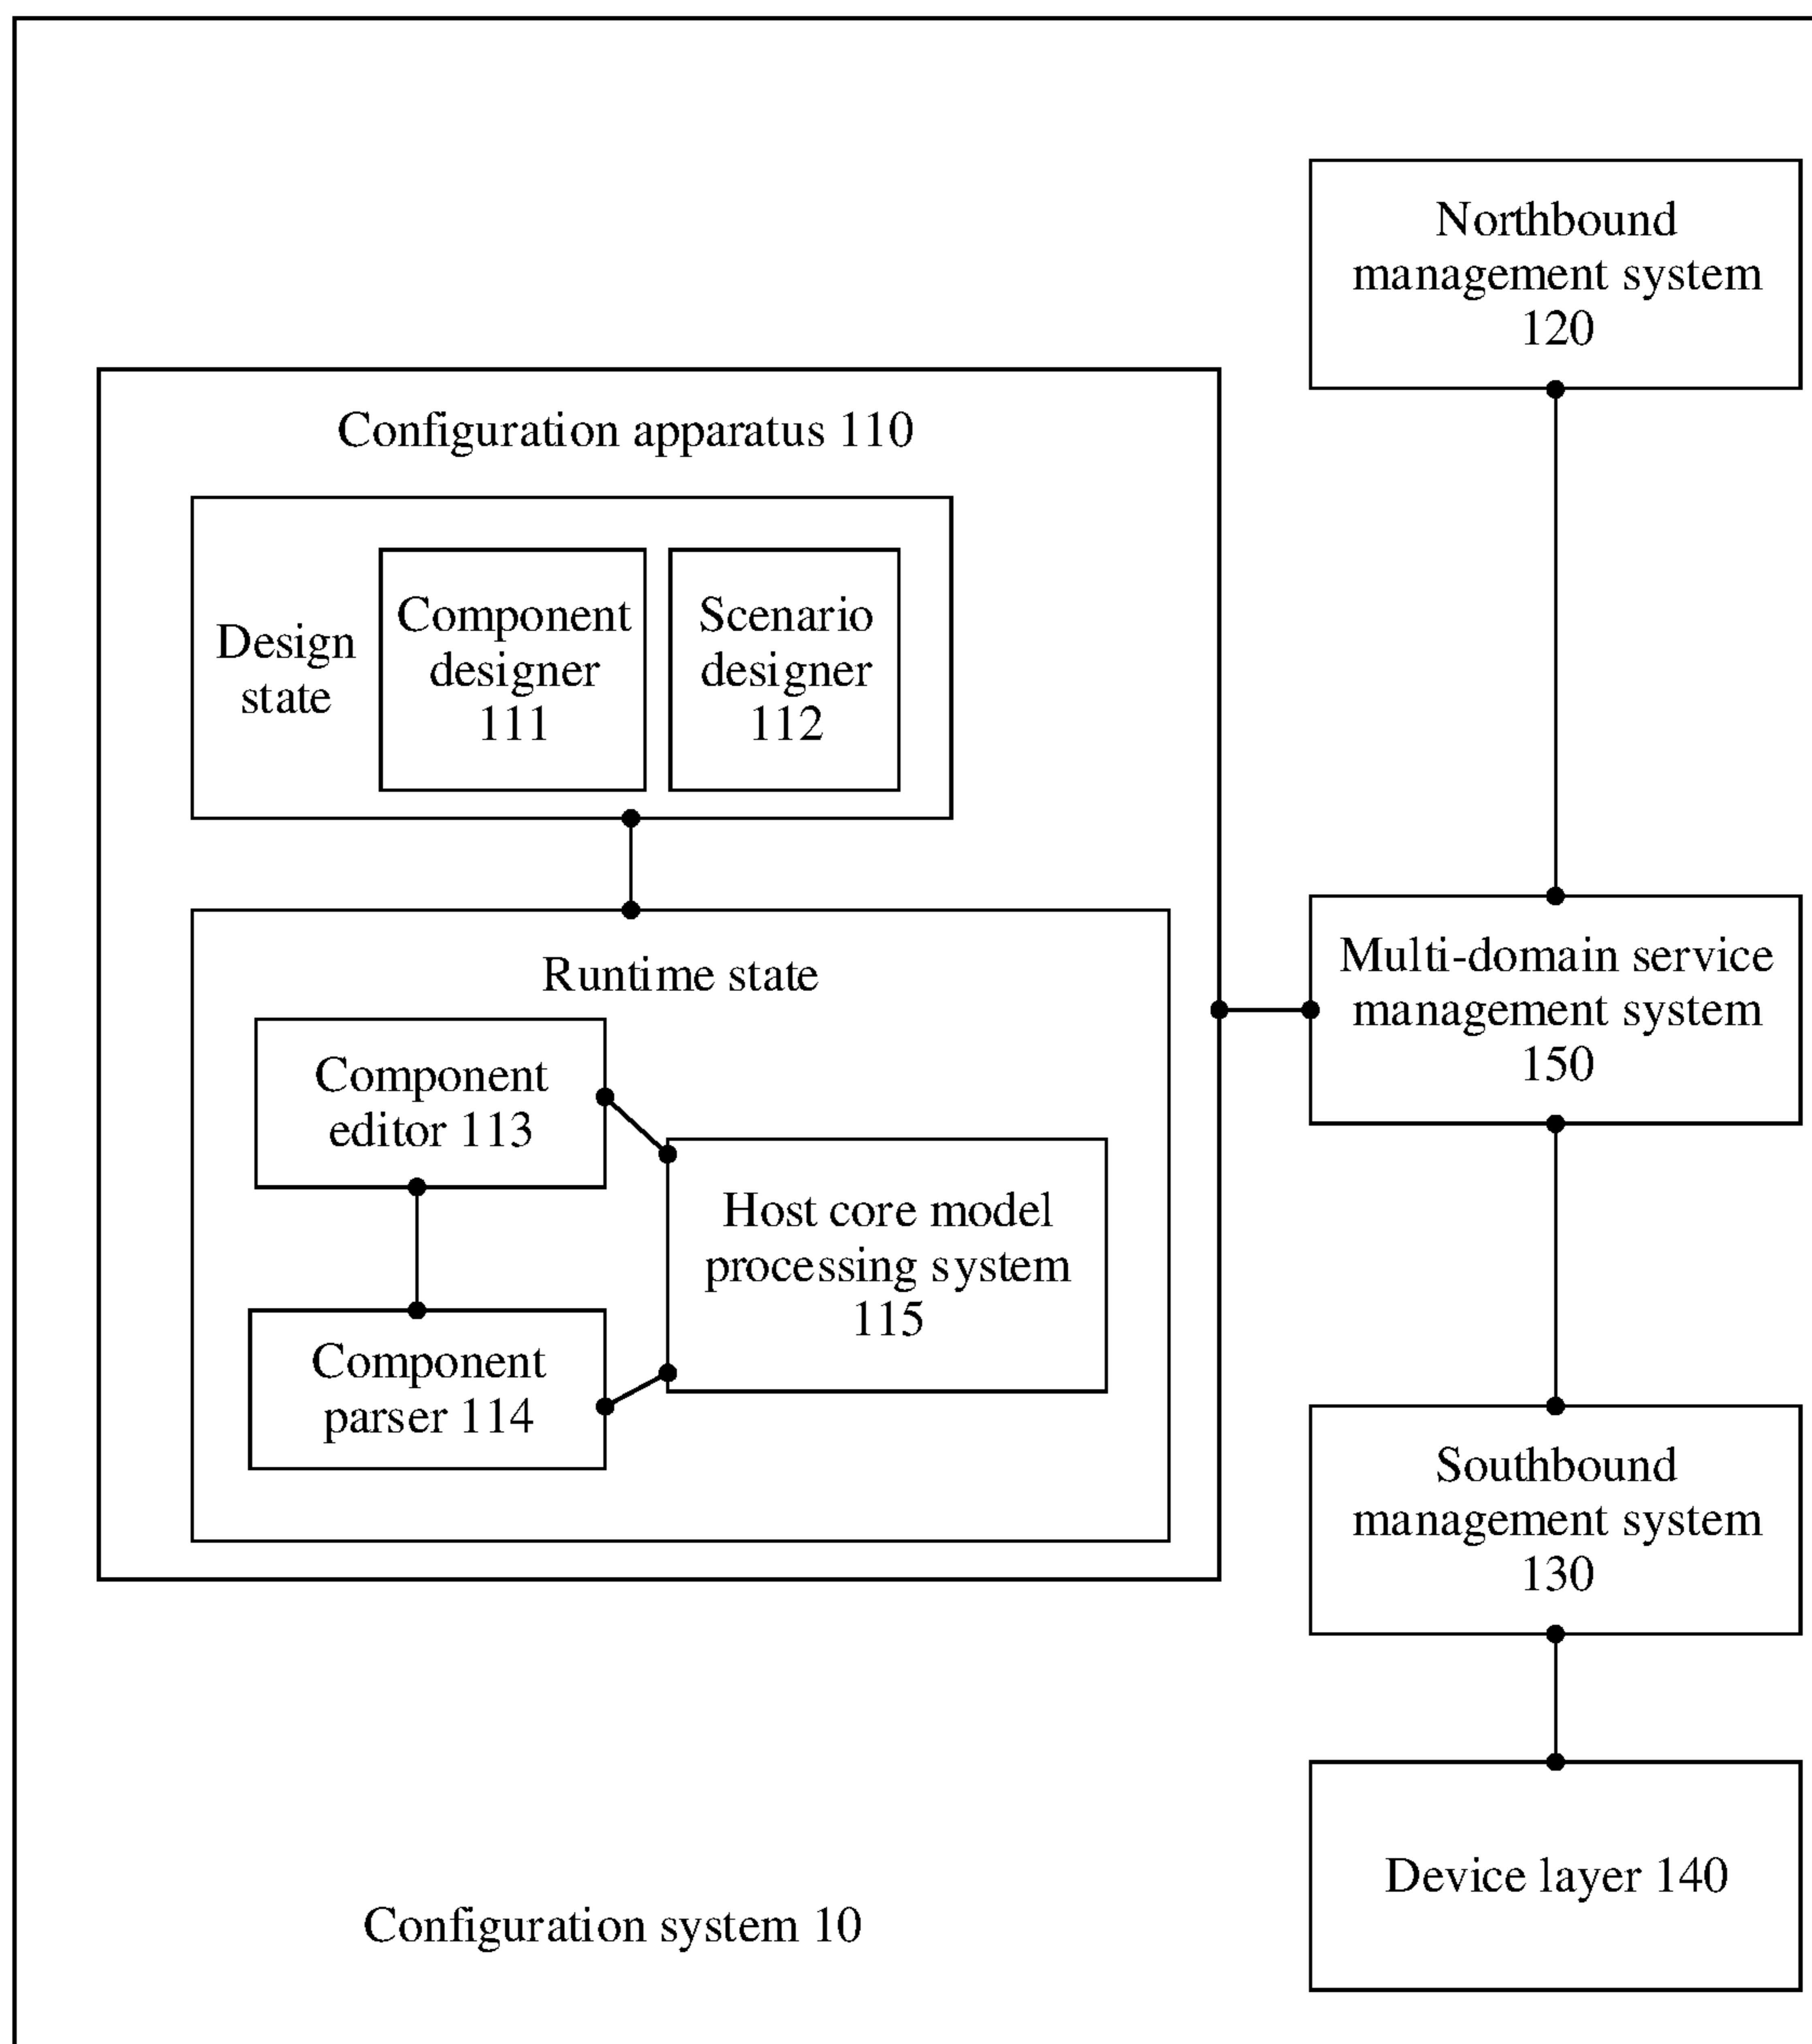 Northbound
management system
120
Configuration apparatus 110
Design
state
Component
designer
111
Scenario
designer
112
Runtime state
Component
editor 113
Component
parser 114
Host core model
processing system
115
Multi-domain service
management system
150
Southbound
management system
130
Device layer 140
Configuration system 10